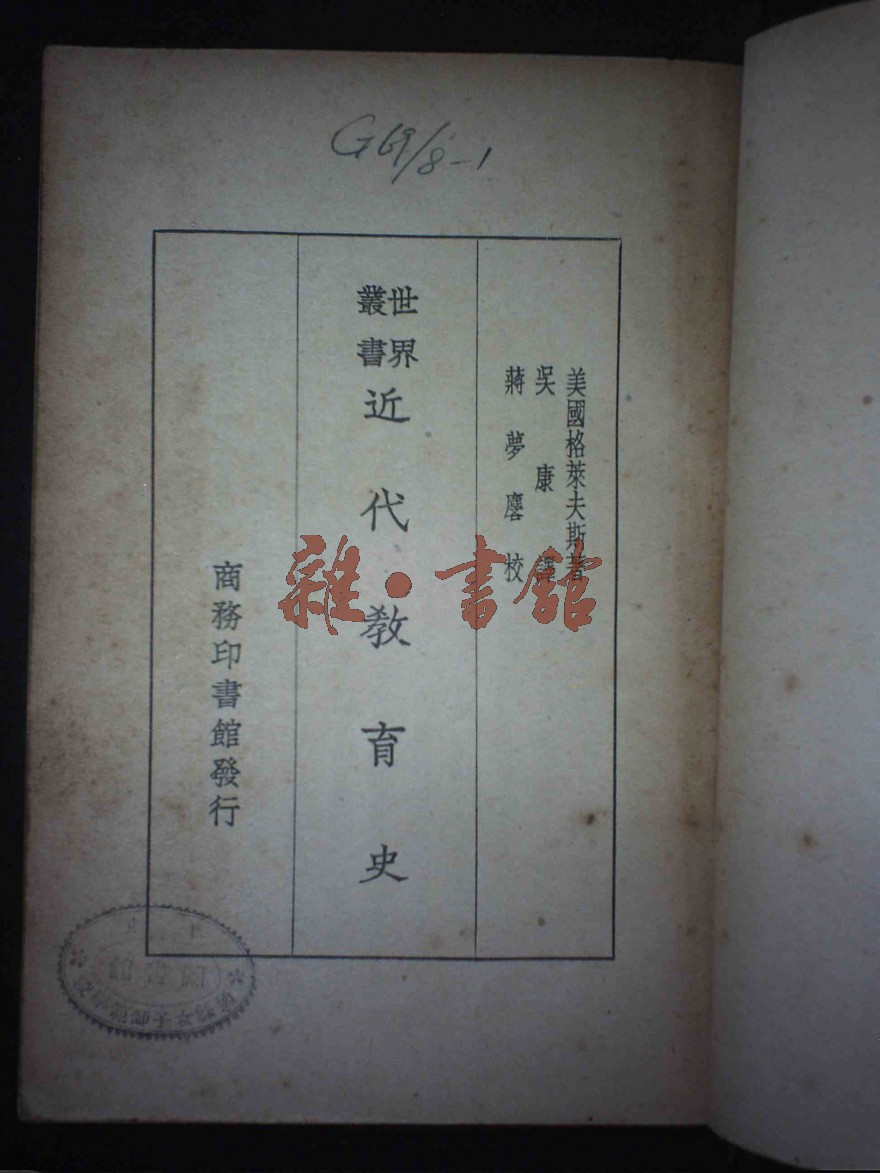 G69/8-1
美國格萊夫斯著
吳康譯
蔣夢麐校
世界
叢書
近代教育史
商務印書館發行
雜·書館